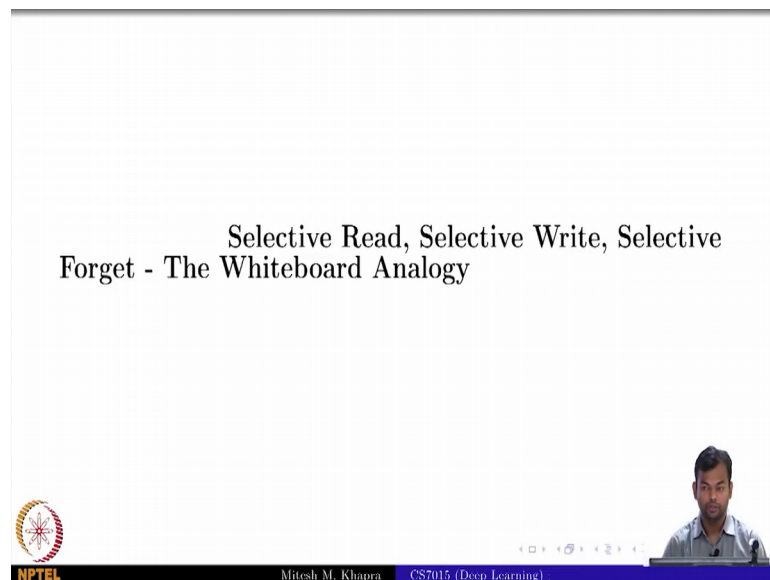 Selective Read, Selective Write, Selective
Forget - The Whiteboard Analogy
NPTEL
Mitesh M. Khapra
CS7015 (Deep Learning)